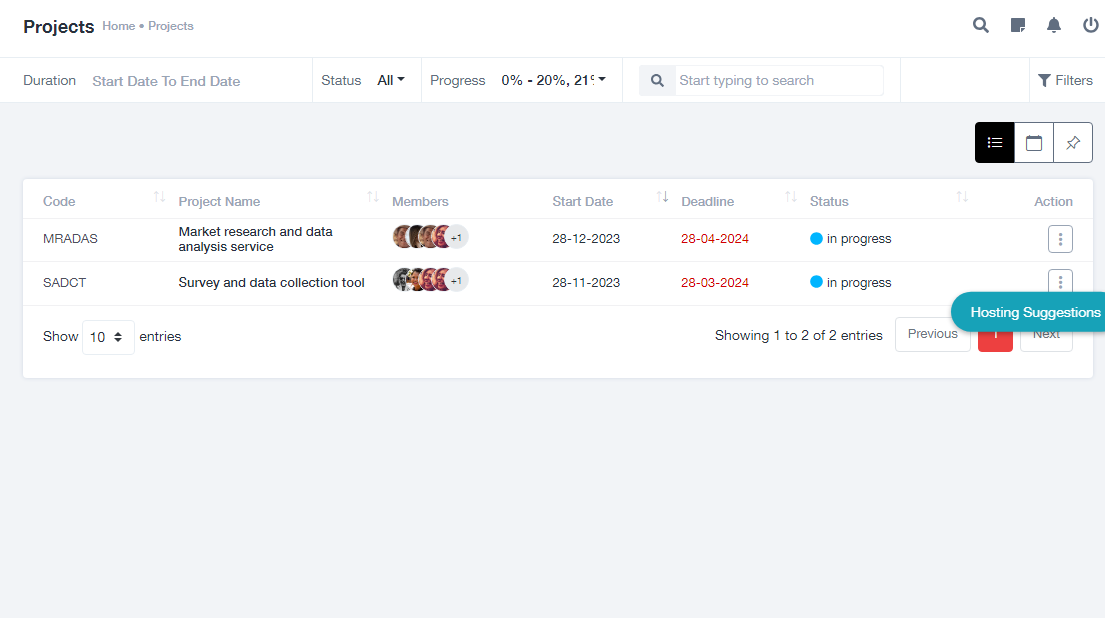 Projects Home • Projects
Duration Start Date To End Date Status All Progress 0% - 20%, 21% Start typing to search Filters
Code Project Name Members Start Date Deadline Status Action
MRADAS Market research and data
analysis service +1 28-12-2023 28-04-2024 in progress
SADCT Survey and data collection tool +1 28-11-2023 28-03-2024 in progress
Hosting Suggestions
Show 10 entries Showing 1 to 2 of 2 entries Previous 1 Next